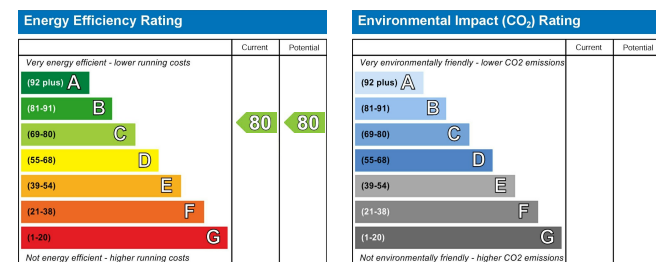 Energy Efficiency Rating
Current Potential
Very energy efficient - lower running costs
(92 plus) A
(81-91) B
(69-80) C
80 80
(55-68) D
(39-54) E
(21-38) F
(1-20) G
Not energy efficient - higher running costs
Environmental Impact (CO2) Rating
Current Potential
Very environmentally friendly - lower CO2 emissions
(92 plus) A
(81-91) B
(69-80) C
(55-68) D
(39-54) E
(21-38) F
(1-20) G
Not environmentally friendly - higher CO2 emissions